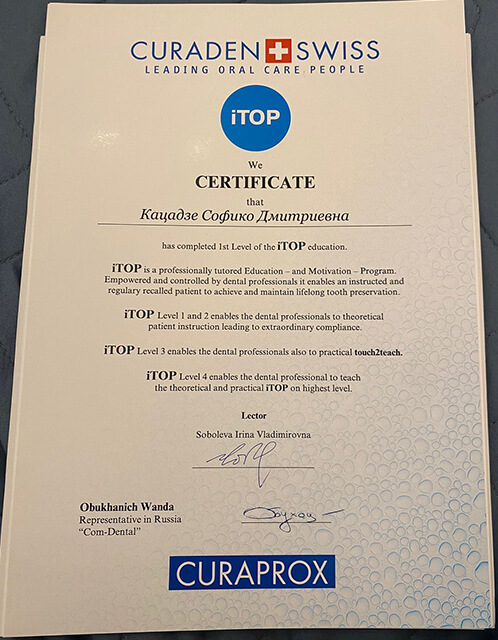 CURADEN SWISS
LEADING ORAL CARE PEOPLE
iTOP
We
CERTIFICATE
that
Кацадзе Софико Дмитриевна
has completed 1st Level of the iTOP education.
iTOP is a professionally tutored Education – and Motivation – Program.
Empowered and controlled by dental professionals it enables an instructed and
regulary recalled patient to achieve and maintain lifelong tooth preservation.
iTOP Level 1 and 2 enables the dental professionals to theoretical
patient instruction leading to extraordinary compliance.
iTOP Level 3 enables the dental professionals also to practical touch2teach.
iTOP Level 4 enables the dental professional to teach
the theoretical and practical iTOP on highest level.
Lector
Soboleva Irina Vladimirovna
Obukhanich Wanda
Representative in Russia
“Com-Dental”
CURAPROX